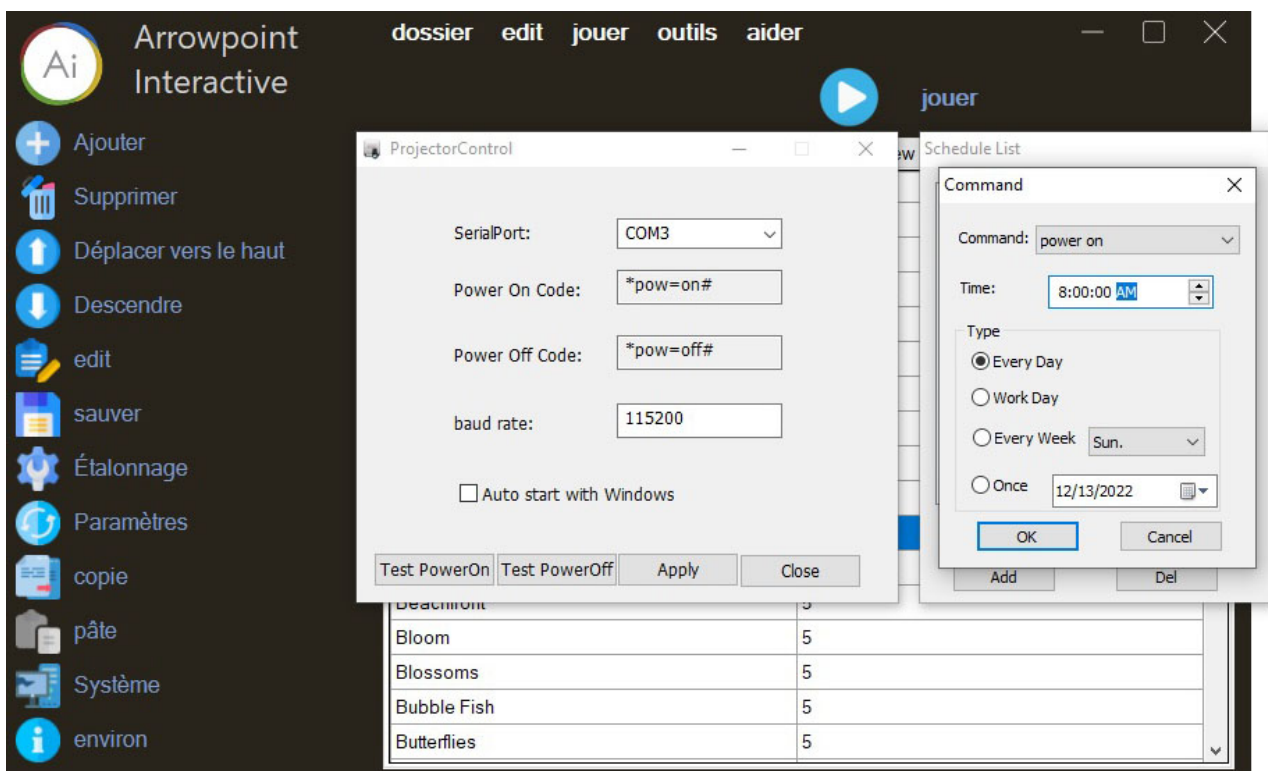 Ai
Arrowpoint
Interactive
dossier edit jouer outils aider
jouer
Ajouter
Supprimer
Déplacer vers le haut
Descendre
edit
sauver
Étalonnage
Paramètres
copie
pâte
Système
environ
ProjectorControl
SerialPort: COM3
Power On Code: *pow=on#
Power Off Code: *pow=off#
baud rate: 115200
Auto start with Windows
Test PowerOn Test PowerOff Apply Close
Schedule List
Command
Command: power on
Time: 8:00:00 AM
Type
Every Day
Work Day
Every Week Sun.
Once 12/13/2022
OK Cancel
Add Del
Beachfront 5
Bloom 5
Blossoms 5
Bubble Fish 5
Butterflies 5